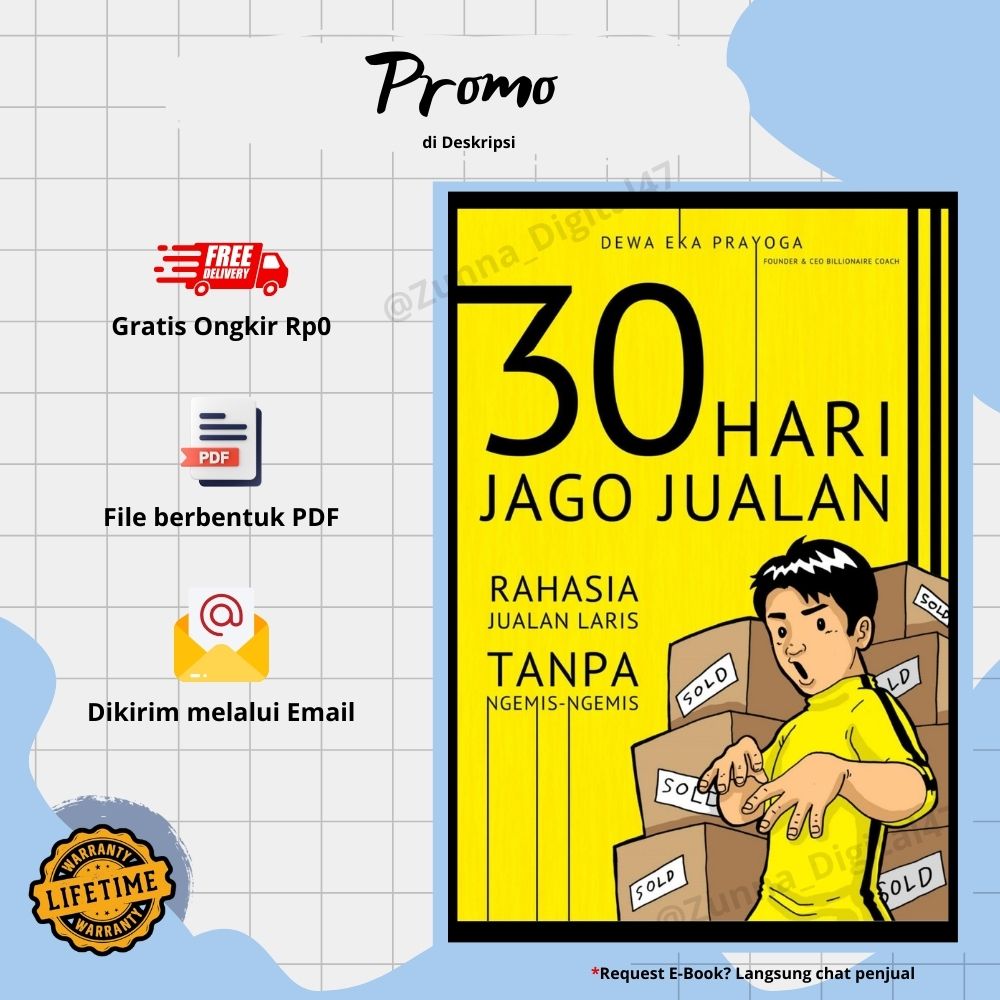 Promo
di Deskripsi
FREE
DELIVERY
Gratis Ongkir Rp0
PDF
File berbentuk PDF
@
Dikirim melalui Email
WARRANTY
LIFETIME
WARRANTY
@Zunna_Digital47
DEWA EKA PRAYOGA
FOUNDER & CEO BILLIONAIRE COACH
30 HARI
JAGO JUALAN
RAHASIA
JUALAN LARIS
TANPA
NGEMIS-NGEMIS
SOLD
SOLD
SOLD
SOLD
SOLD
@Zunna_Digital47
*Request E-Book? Langsung chat penjual